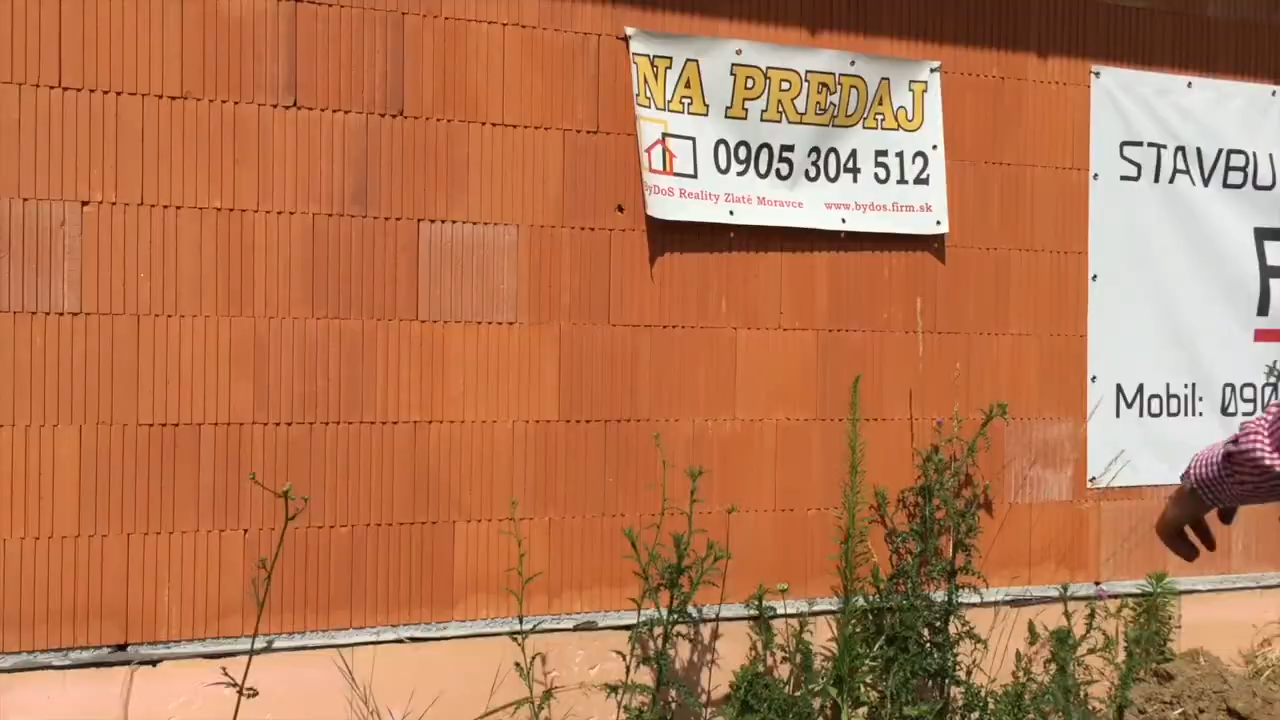 NA PREDAJ
0905 304 512
ByDoS Reality Zlaté Moravce www.bydos.firm.sk
STAVBU
Mobil: 090